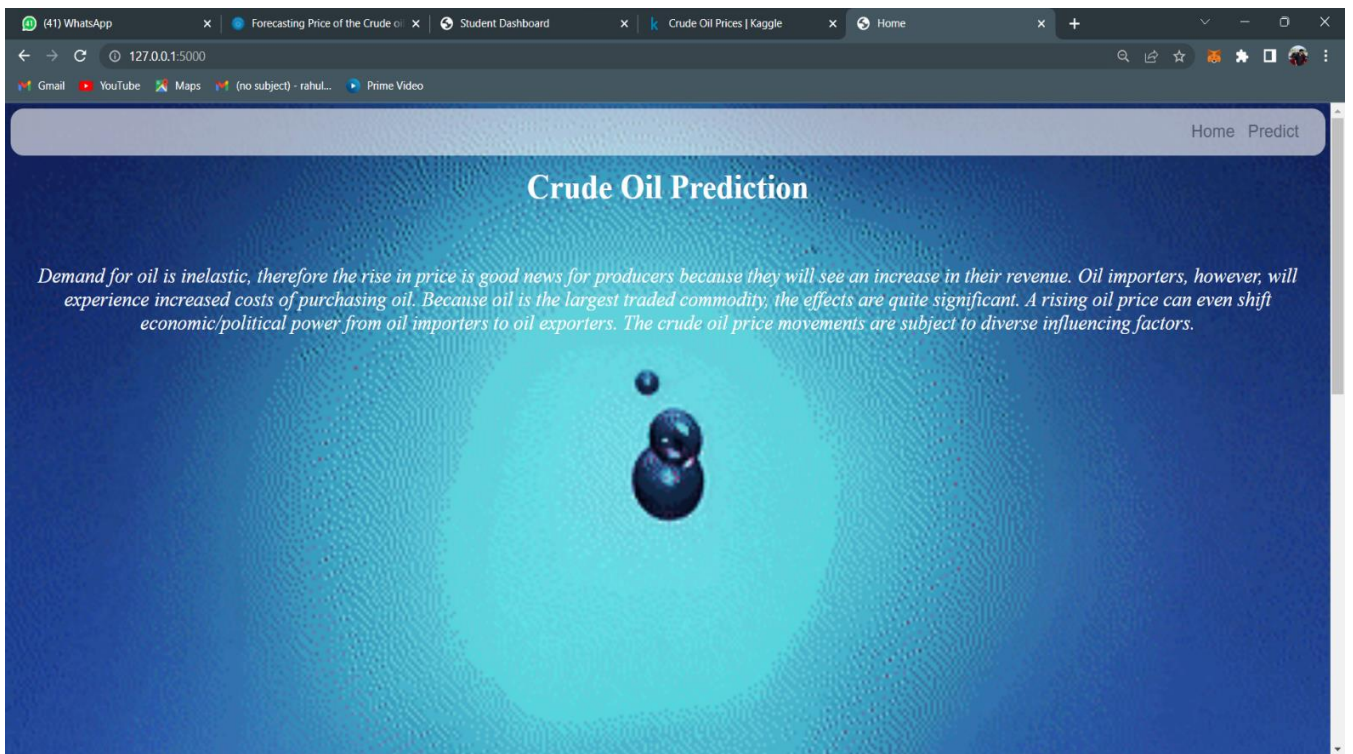 (41) WhatsApp
Forecasting Price of the Crude oi
Student Dashboard
Crude Oil Prices | Kaggle
Home
127.0.0.1:5000
Gmail
YouTube
Maps
(no subject) - rahul...
Prime Video
Home Predict
Crude Oil Prediction
Demand for oil is inelastic, therefore the rise in price is good news for producers because they will see an increase in their revenue. Oil importers, however, will
experience increased costs of purchasing oil. Because oil is the largest traded commodity, the effects are quite significant. A rising oil price can even shift
economic/political power from oil importers to oil exporters. The crude oil price movements are subject to diverse influencing factors.